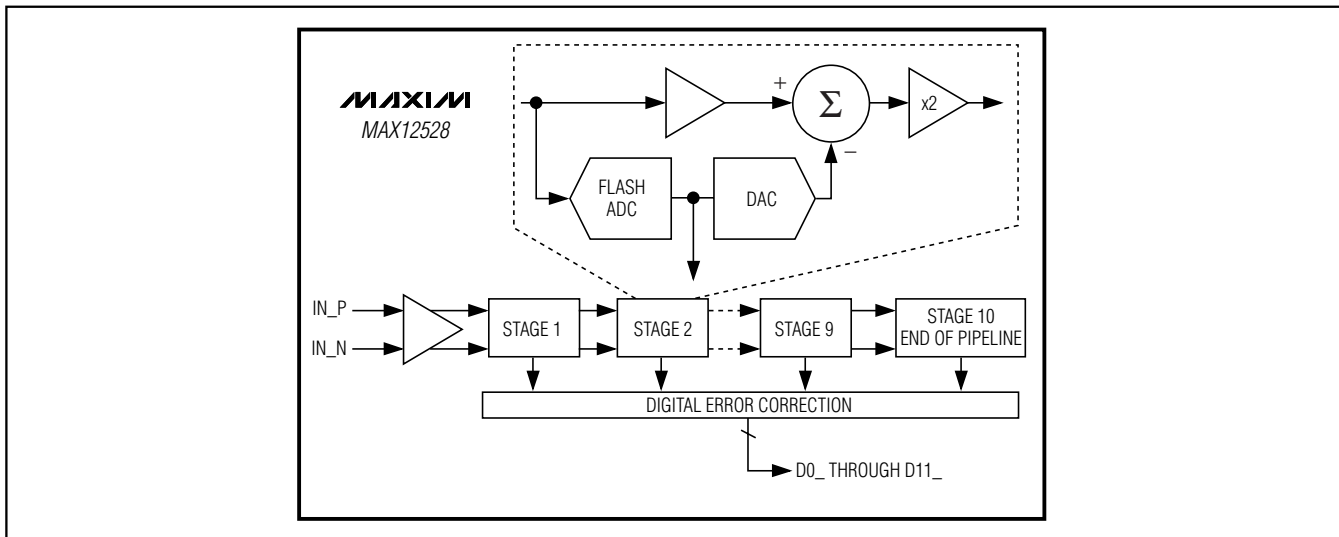 MAXIM
MAX12528
+
Σ
x2
−
FLASH
ADC
DAC
IN_P
IN_N
STAGE 1
STAGE 2
STAGE 9
STAGE 10
END OF PIPELINE
DIGITAL ERROR CORRECTION
D0_ THROUGH D11_